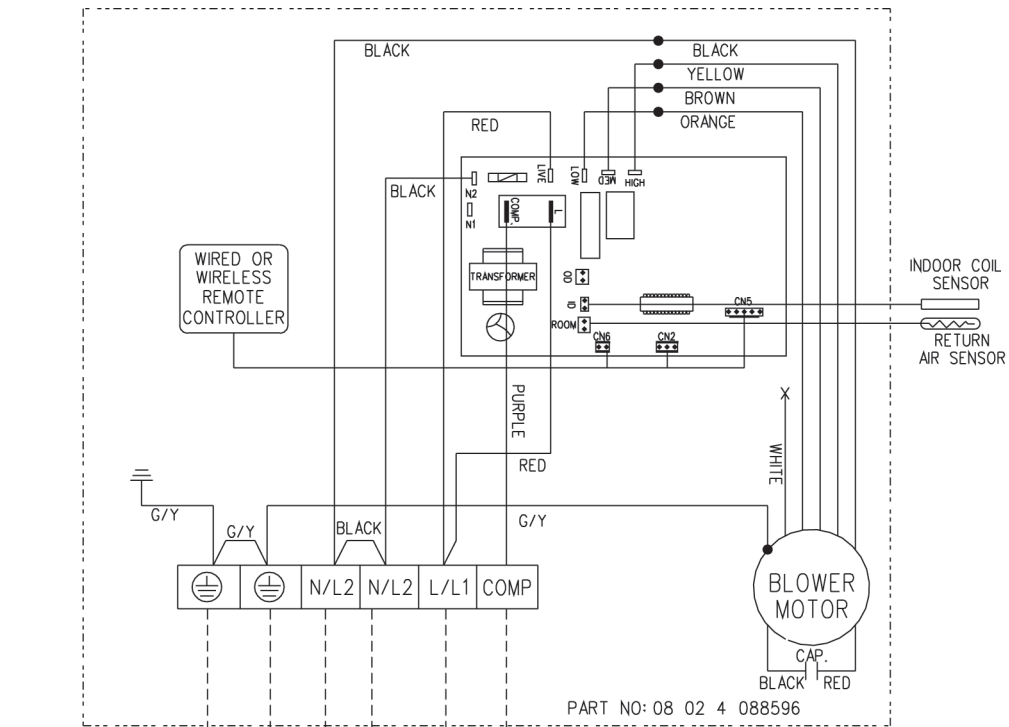 BLACK
BLACK
YELLOW
BROWN
ORANGE
RED
LIVE
LOW
MED
HIGH
BLACK
N2
N1
COMP.
L
WIRED OR
WIRELESS
REMOTE
CONTROLLER
TRANSFORMER
OD
ID
ROOM
CN5
CN6
CN2
INDOOR COIL
SENSOR
RETURN
AIR SENSOR
PURPLE
X
WHITE
RED
G/Y
G/Y
BLACK
G/Y
N/L2
N/L2
L/L1
COMP
BLOWER
MOTOR
CAP.
BLACK
RED
PART NO: 08 02 4 088596